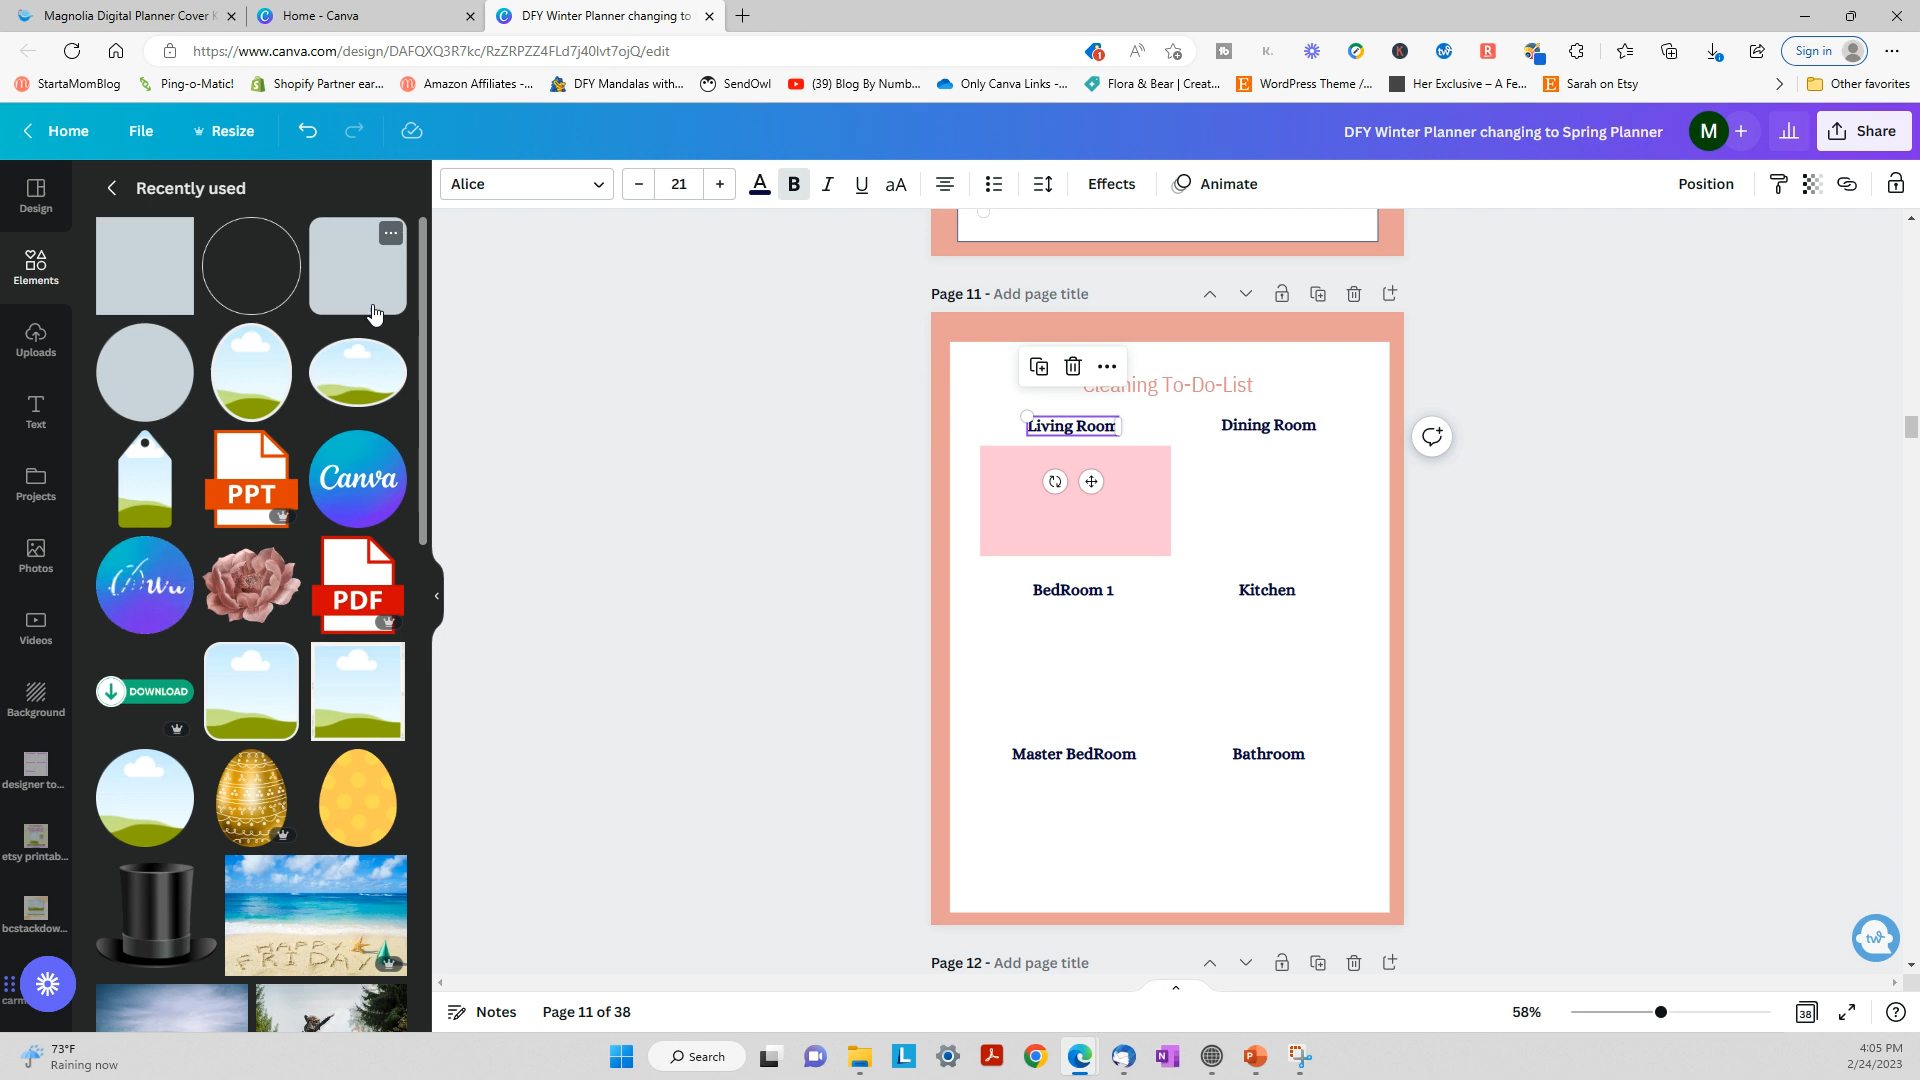 Magnolia Digital Planner Cover
Home - Canva
DFY Winter Planner changing to
https://www.canva.com/design/DAFQXQ3R7kc/RzZRPZZ4FLd7j40lvt7ojQ/edit
Sign in
StartaMomBlog
Ping-o-Matic!
Shopify Partner ear...
Amazon Affiliates -...
DFY Mandalas with...
SendOwl
(39) Blog By Numb...
Only Canva Links -...
Flora & Bear | Creat...
WordPress Theme /...
Her Exclusive – A Fe...
Sarah on Etsy
Other favorites
Home
File
Resize
DFY Winter Planner changing to Spring Planner
M
Share
Design
Elements
Uploads
Text
Projects
Photos
Videos
Background
designer to...
etsy printab...
bcstackdow...
Recently used
PPT
Canva
PDF
DOWNLOAD
HAPPY
FRIDAY
Alice
21
A
B
I
U
aA
Effects
Animate
Position
Page 11 - Add page title
Cleaning To-Do-List
Living Room
Dining Room
BedRoom 1
Kitchen
Master BedRoom
Bathroom
Page 12 - Add page title
Notes
Page 11 of 38
58%
38
73°F
Raining now
Search
4:05 PM
2/24/2023